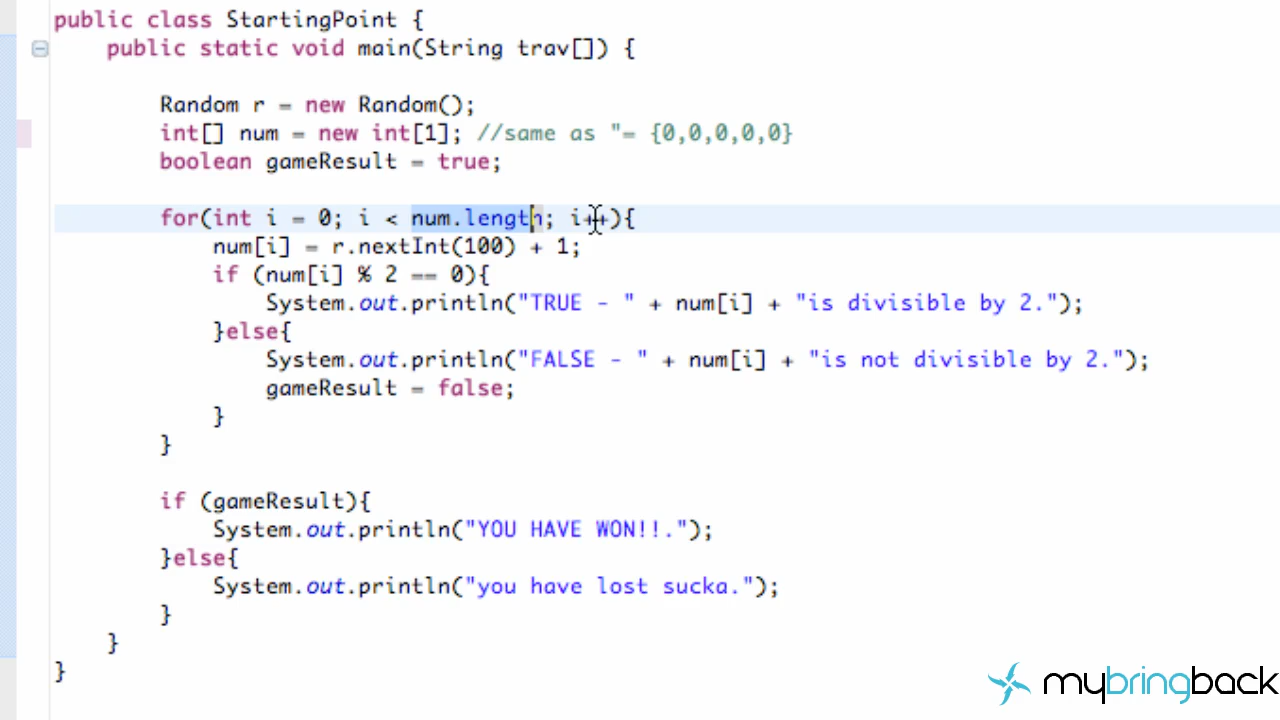 public class StartingPoint {
public static void main(String trav[]) {
Random r = new Random();
int[] num = new int[1]; //same as "= {0,0,0,0,0}
boolean gameResult = true;
for(int i = 0; i < num.length; i++){
num[i] = r.nextInt(100) + 1;
if (num[i] % 2 == 0){
System.out.println("TRUE - " + num[i] + "is divisible by 2.");
}else{
System.out.println("FALSE - " + num[i] + "is not divisible by 2.");
gameResult = false;
}
}
if (gameResult){
System.out.println("YOU HAVE WON!!.");
}else{
System.out.println("you have lost sucka.");
}
}
}
mybringback